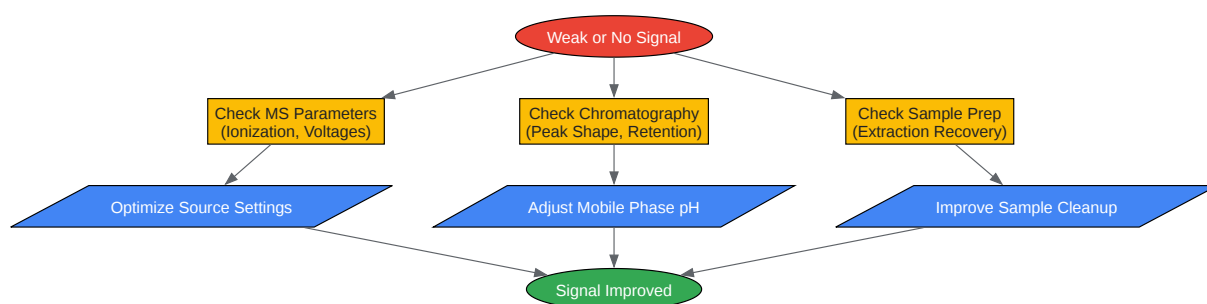 Weak or No Signal
Check MS Parameters
(Ionization, Voltages)
Check Chromatography
(Peak Shape, Retention)
Check Sample Prep
(Extraction Recovery)
Optimize Source Settings
Adjust Mobile Phase pH
Improve Sample Cleanup
Signal Improved